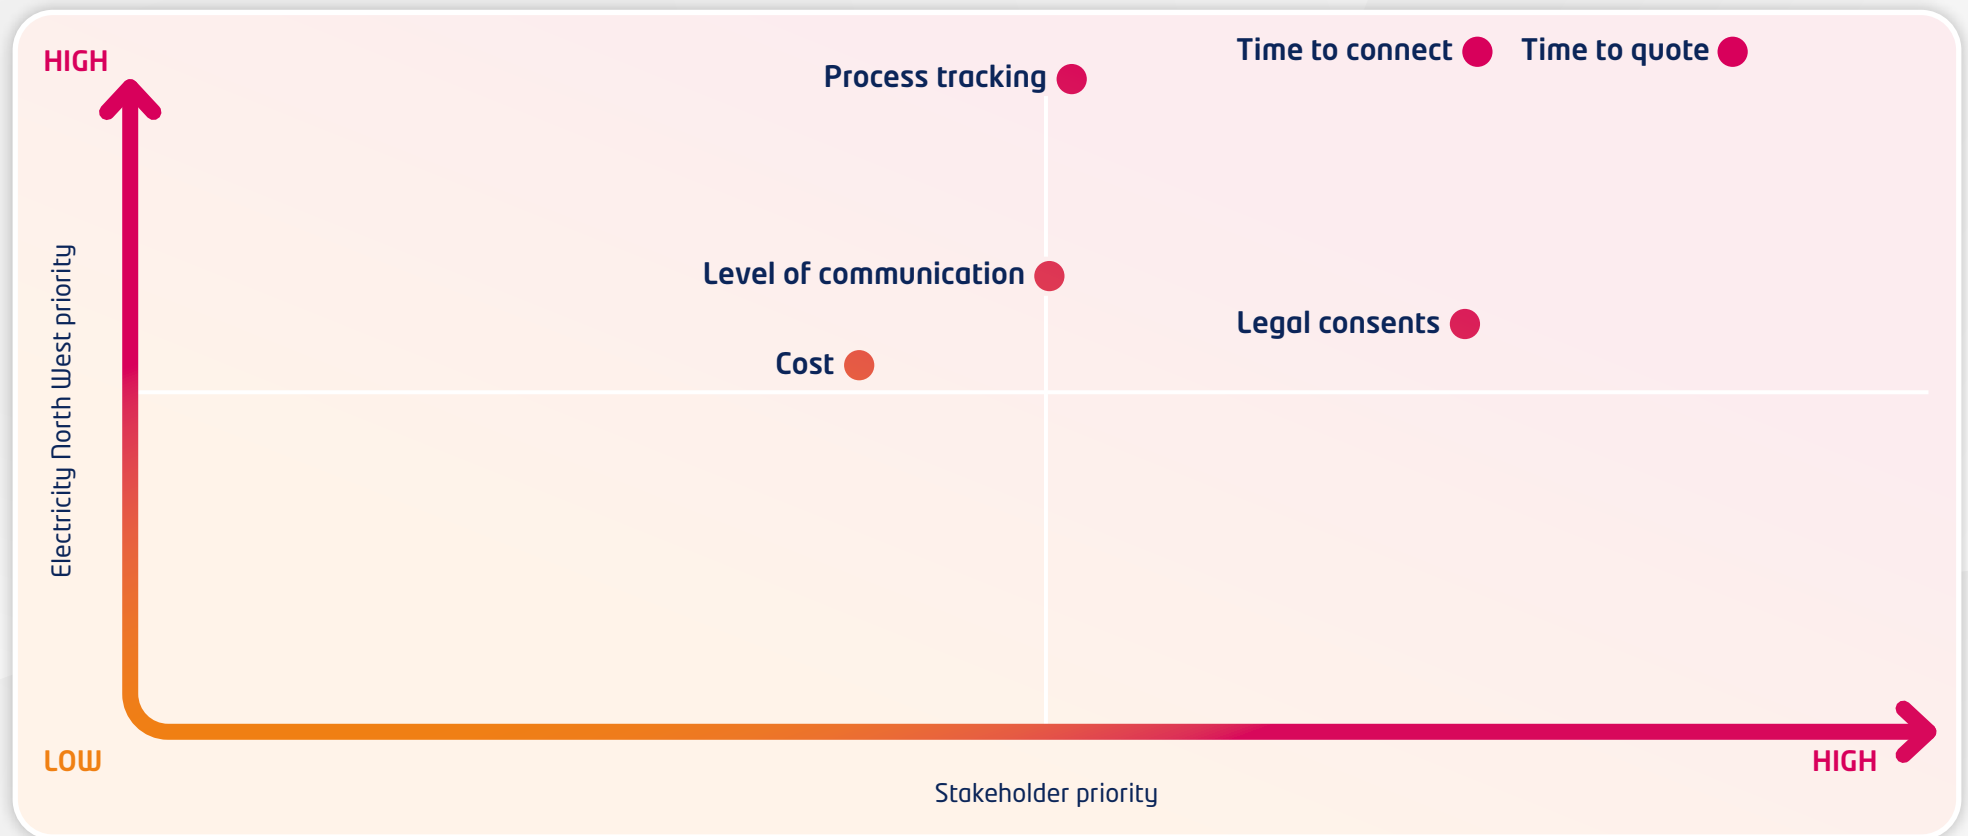 HIGH
Time to connect
Time to quote
Process tracking
Level of communication
Legal consents
Cost
Electricity North West priority
LOW
HIGH
Stakeholder priority